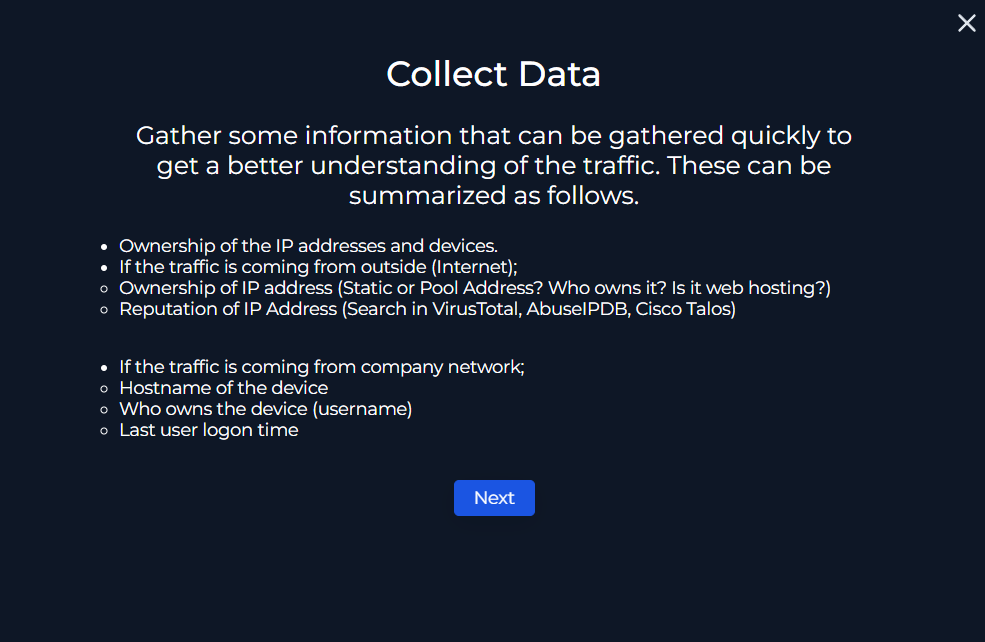 Collect Data
Gather some information that can be gathered quickly to
get a better understanding of the traffic. These can be
summarized as follows.
Ownership of the IP addresses and devices.
If the traffic is coming from outside (Internet);
Ownership of IP address (Static or Pool Address? Who owns it? Is it web hosting?)
Reputation of IP Address (Search in VirusTotal, AbuseIPDB, Cisco Talos)
If the traffic is coming from company network;
Hostname of the device
Who owns the device (username)
Last user logon time
Next